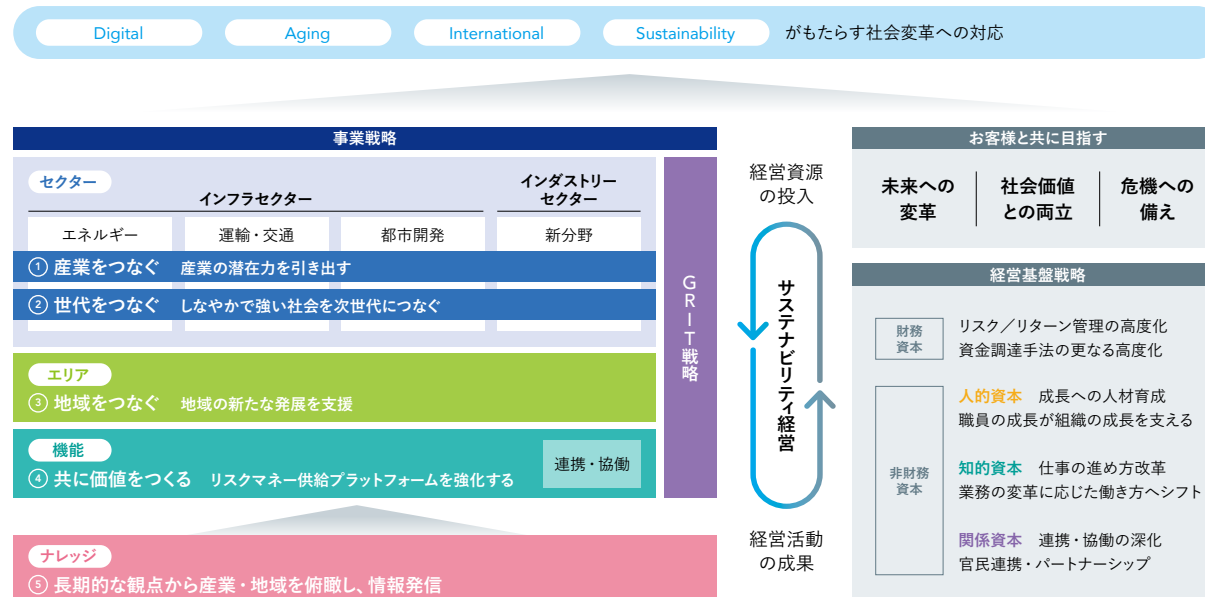 Digital
Aging
International
Sustainability
がもたらす社会変革への対応
事業戦略
セクター
インフラセクター
インダストリー
セクター
エネルギー
運輸・交通
都市開発
新分野
① 産業をつなぐ 産業の潜在力を引き出す
② 世代をつなぐ しなやかで強い社会を次世代につなぐ
エリア
③ 地域をつなぐ 地域の新たな発展を支援
機能
④ 共に価値をつくる リスクマネー供給プラットフォームを強化する
連携・協働
GRIT戦略
ナレッジ
⑤ 長期的な観点から産業・地域を俯瞰し、情報発信
経営資源
の投入
サステナビリティ経営
経営活動
の成果
お客様と共に目指す
未来への
変革
社会価値
との両立
危機への
備え
経営基盤戦略
財務
資本
リスク／リターン管理の高度化
資金調達手法の更なる高度化
非財務
資本
人的資本 成長への人材育成
職員の成長が組織の成長を支える
知的資本 仕事の進め方改革
業務の変革に応じた働き方へシフト
関係資本 連携・協働の深化
官民連携・パートナーシップ